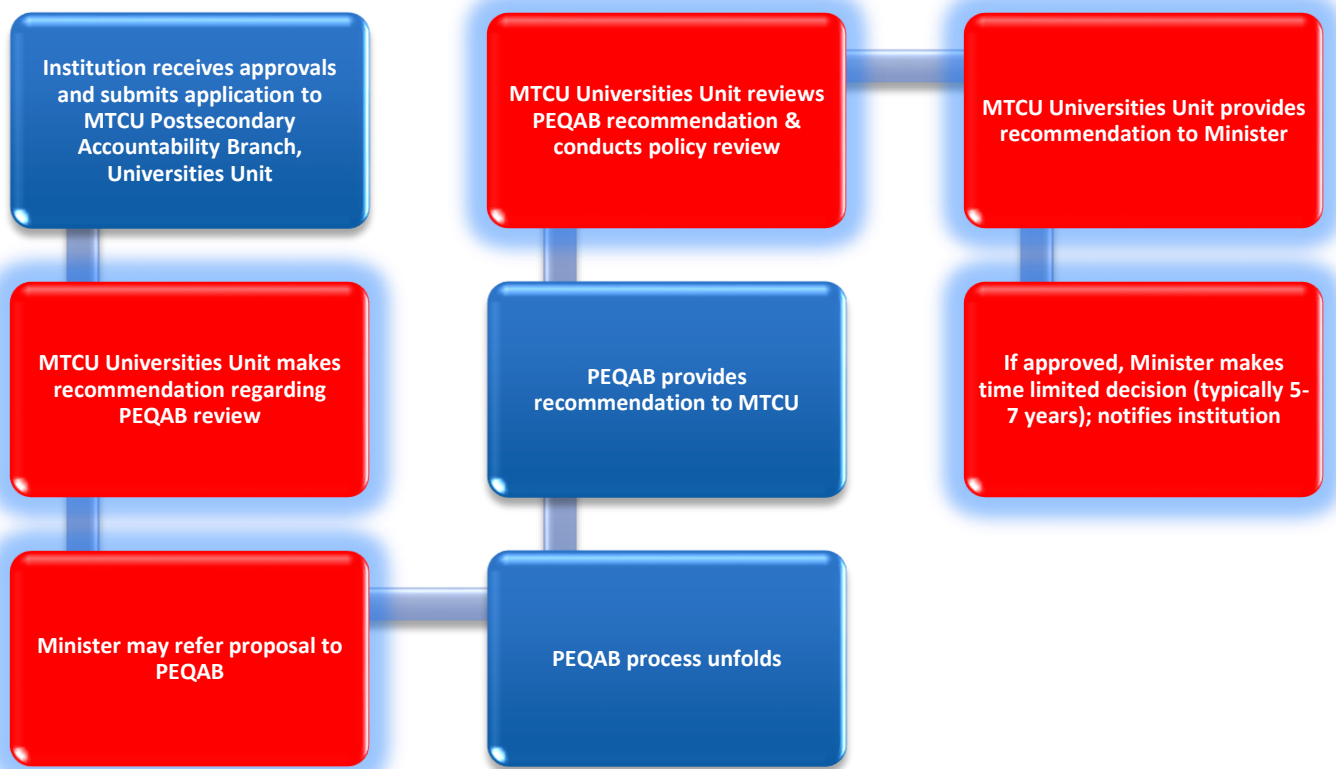 Institution receives approvals
and submits application to
MTCU Postsecondary
Accountability Branch,
Universities Unit
MTCU Universities Unit makes
recommendation regarding
PEQAB review
Minister may refer proposal to
PEQAB
PEQAB process unfolds
PEQAB provides
recommendation to MTCU
MTCU Universities Unit reviews
PEQAB recommendation &
conducts policy review
MTCU Universities Unit provides
recommendation to Minister
If approved, Minister makes
time limited decision (typically 5-
7 years); notifies institution